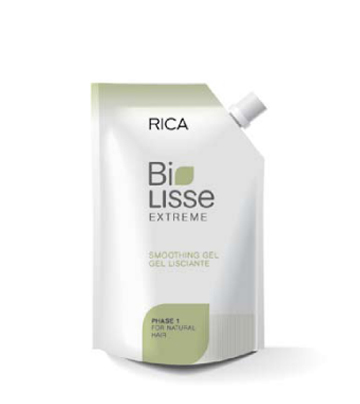 RICA
Bi
LISSE
EXTREME
SMOOTHING GEL
GEL LISCIANTE
PHASE 1
FOR NATURAL
HAIR